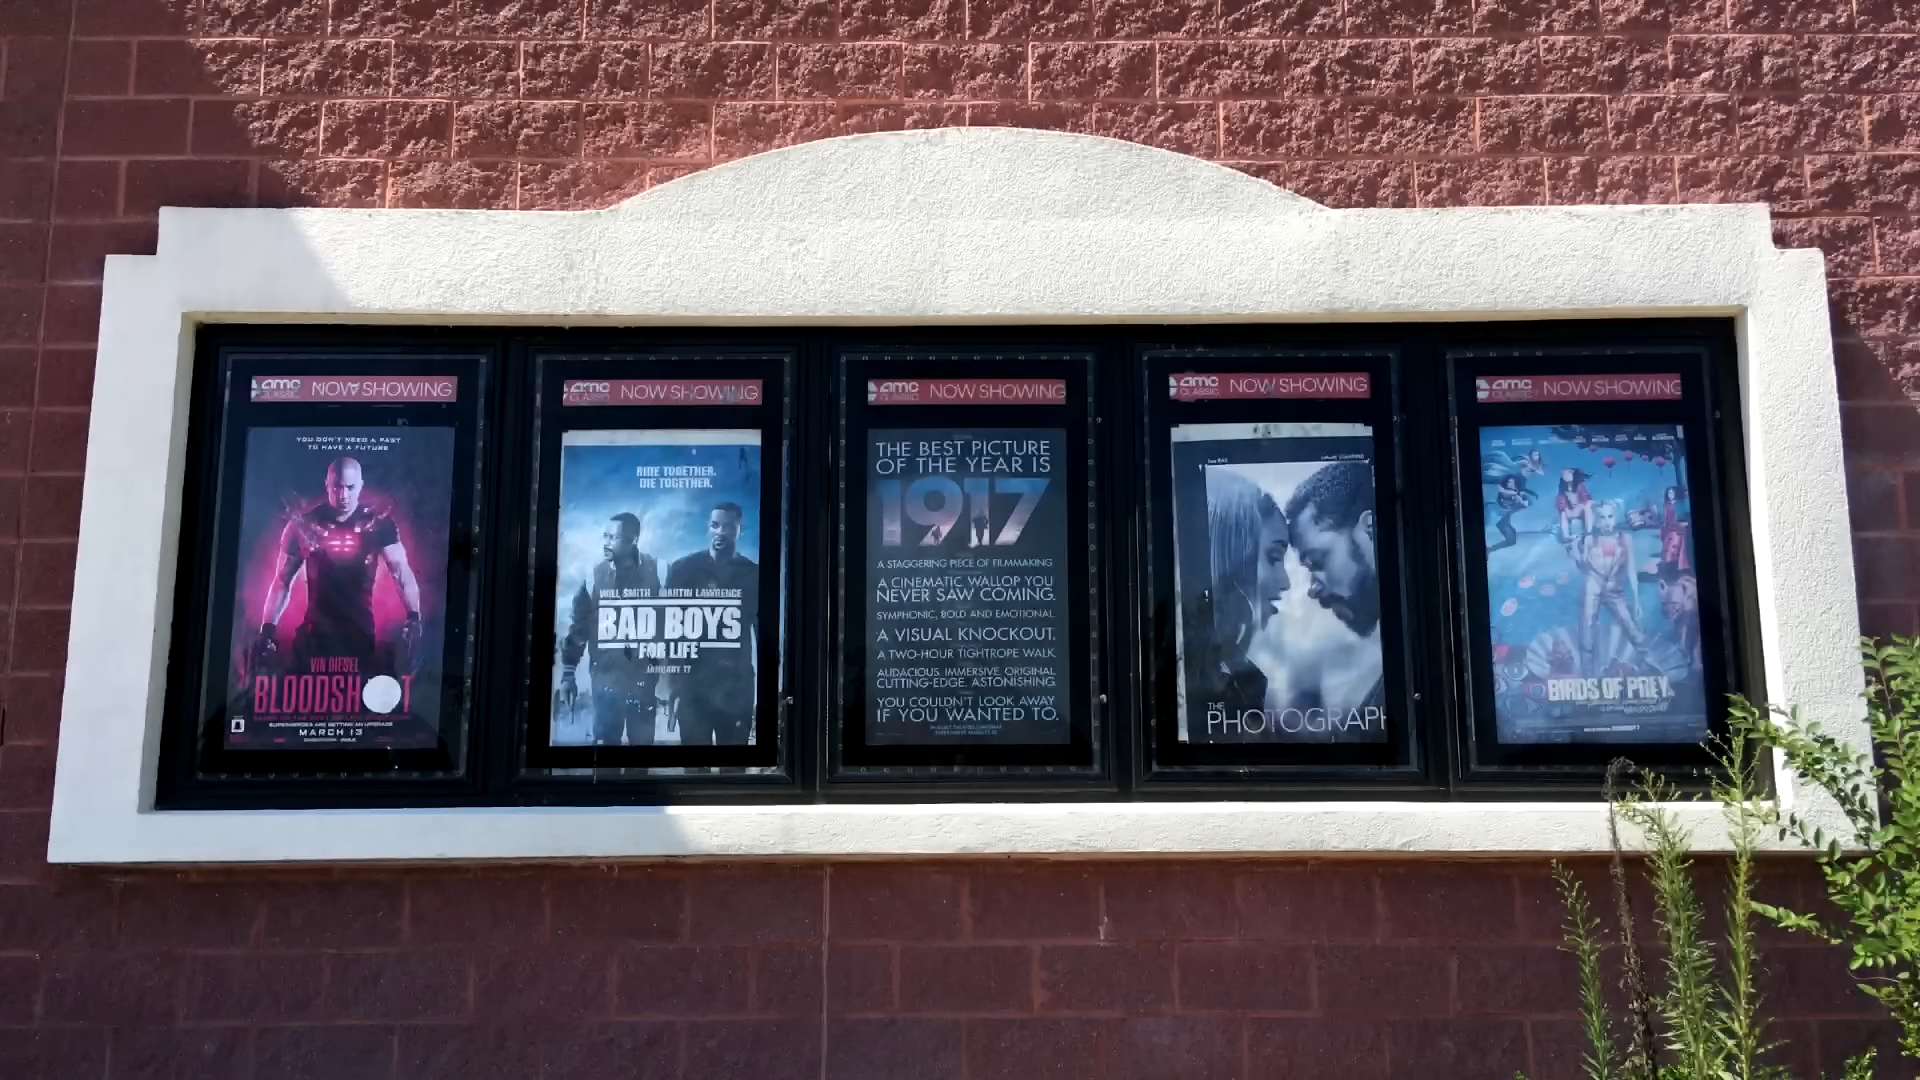 amc CLASSIC NOW SHOWING
YOU DON'T NEED A PAST
TO HAVE A FUTURE
VIN DIESEL
BLOODSHOT
SUPERHEROES ARE GETTING AN UPGRADE
MARCH 13
amc CLASSIC NOW SHOWING
RIDE TOGETHER.
DIE TOGETHER.
WILL SMITH MARTIN LAWRENCE
BAD BOYS
FOR LIFE
JANUARY 17
amc CLASSIC NOW SHOWING
THE BEST PICTURE
OF THE YEAR IS
1917
A STAGGERING PIECE OF FILMMAKING
A CINEMATIC WALLOP YOU
NEVER SAW COMING.
SYMPHONIC, BOLD AND EMOTIONAL.
A VISUAL KNOCKOUT.
A TWO-HOUR TIGHTROPE WALK.
AUDACIOUS. IMMERSIVE. ORIGINAL.
CUTTING-EDGE. ASTONISHING.
YOU COULDN'T LOOK AWAY
IF YOU WANTED TO.
amc CLASSIC NOW SHOWING
THE
PHOTOGRAPH
amc CLASSIC NOW SHOWING
BIRDS OF PREY